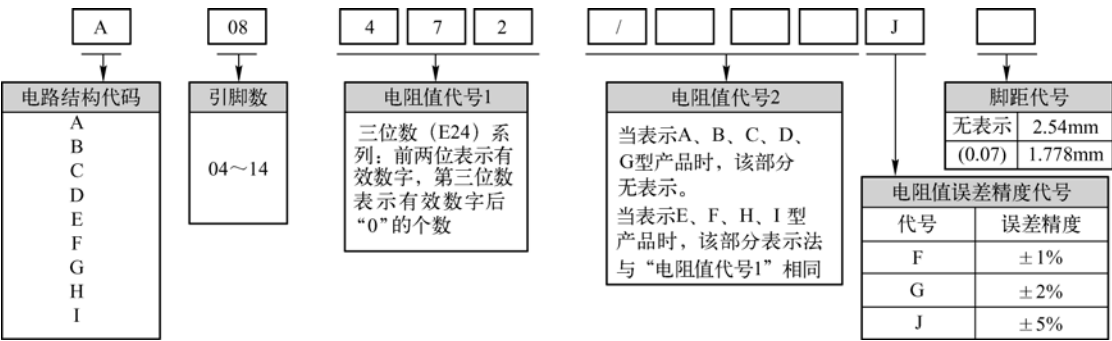 A 08 4 7 2 / J
电路结构代码
A
B
C
D
E
F
G
H
I
引脚数
04～14
电阻值代号1
三位数（E24）系
列：前两位表示有
效数字，第三位数
表示有效数字后
“0”的个数
电阻值代号2
当表示A、B、C、D、
G型产品时，该部分
无表示。
当表示E、F、H、I 型
产品时，该部分表示法
与“电阻值代号1”相同
脚距代号
无表示 2.54mm
(0.07) 1.778mm
电阻值误差精度代号
代号 误差精度
F ±1%
G ±2%
J ±5%